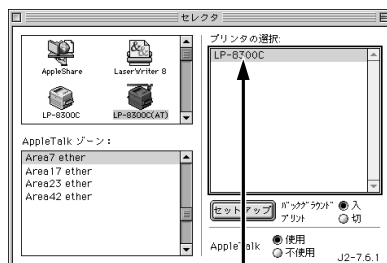 セレクタ
AppleShare
LaserWriter 8
LP-8300C
LP-8300C(AT)
AppleTalk ゾーン：
Area7 ether
Area17 ether
Area23 ether
Area42 ether
プリンタの選択:
LP-8300C
セットアップ
バックグラウンド
プリント
入
切
AppleTalk
使用
不使用
J2-7.6.1